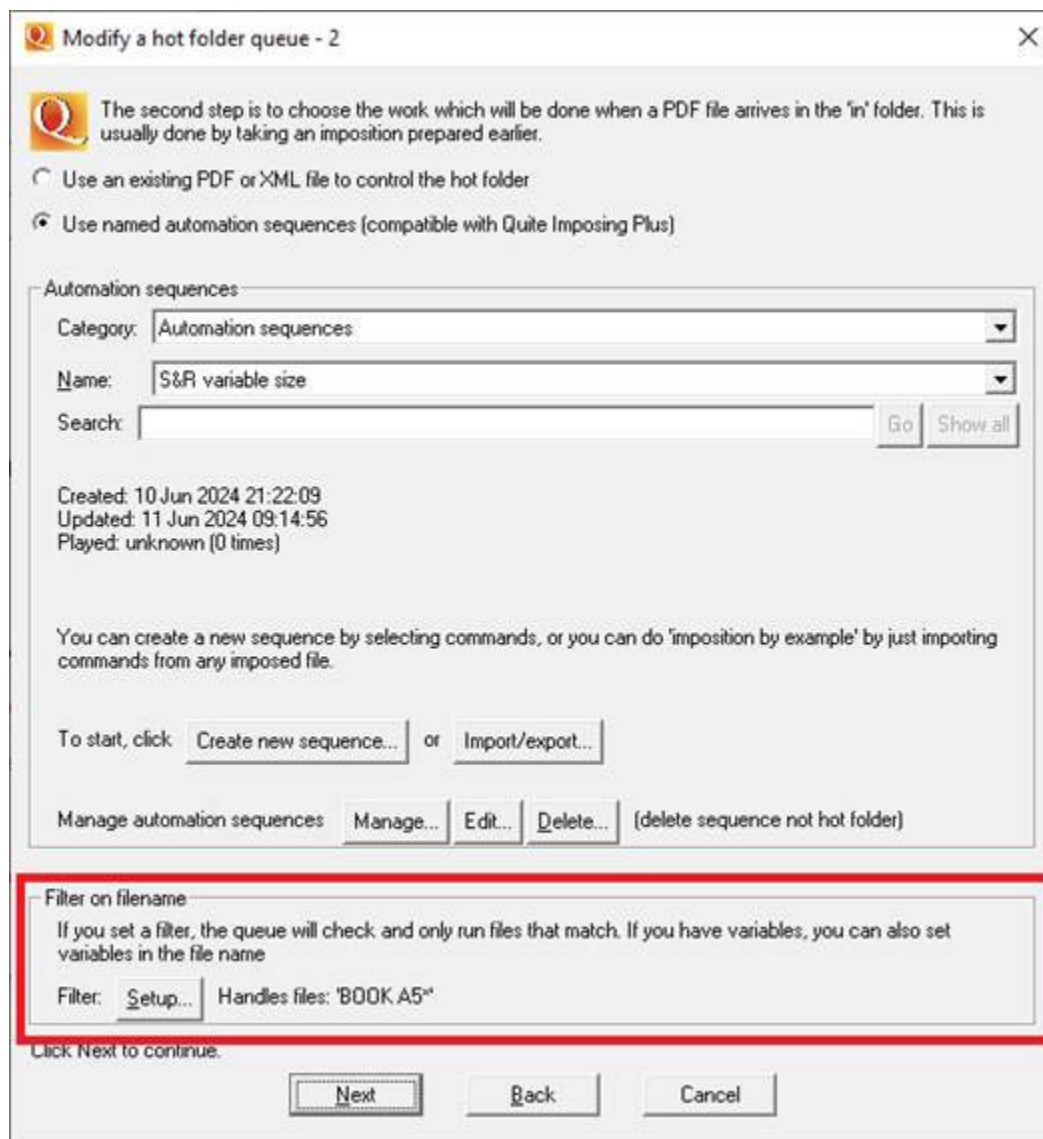 Modify a hot folder queue - 2
The second step is to choose the work which will be done when a PDF file arrives in the 'in' folder. This is
usually done by taking an imposition prepared earlier.
Use an existing PDF or XML file to control the hot folder
Use named automation sequences (compatible with Quite Imposing Plus)
Automation sequences
Category: Automation sequences
Name: S&R variable size
Search: Go Show all
Created: 10 Jun 2024 21:22:09
Updated: 11 Jun 2024 09:14:56
Played: unknown (0 times)
You can create a new sequence by selecting commands, or you can do 'imposition by example' by just importing
commands from any imposed file.
To start, click Create new sequence... or Import/export...
Manage automation sequences Manage... Edit... Delete... (delete sequence not hot folder)
Filter on filename
If you set a filter, the queue will check and only run files that match. If you have variables, you can also set
variables in the file name
Filter: Setup... Handles files: 'BOOK A5*'
Click Next to continue.
Next Back Cancel